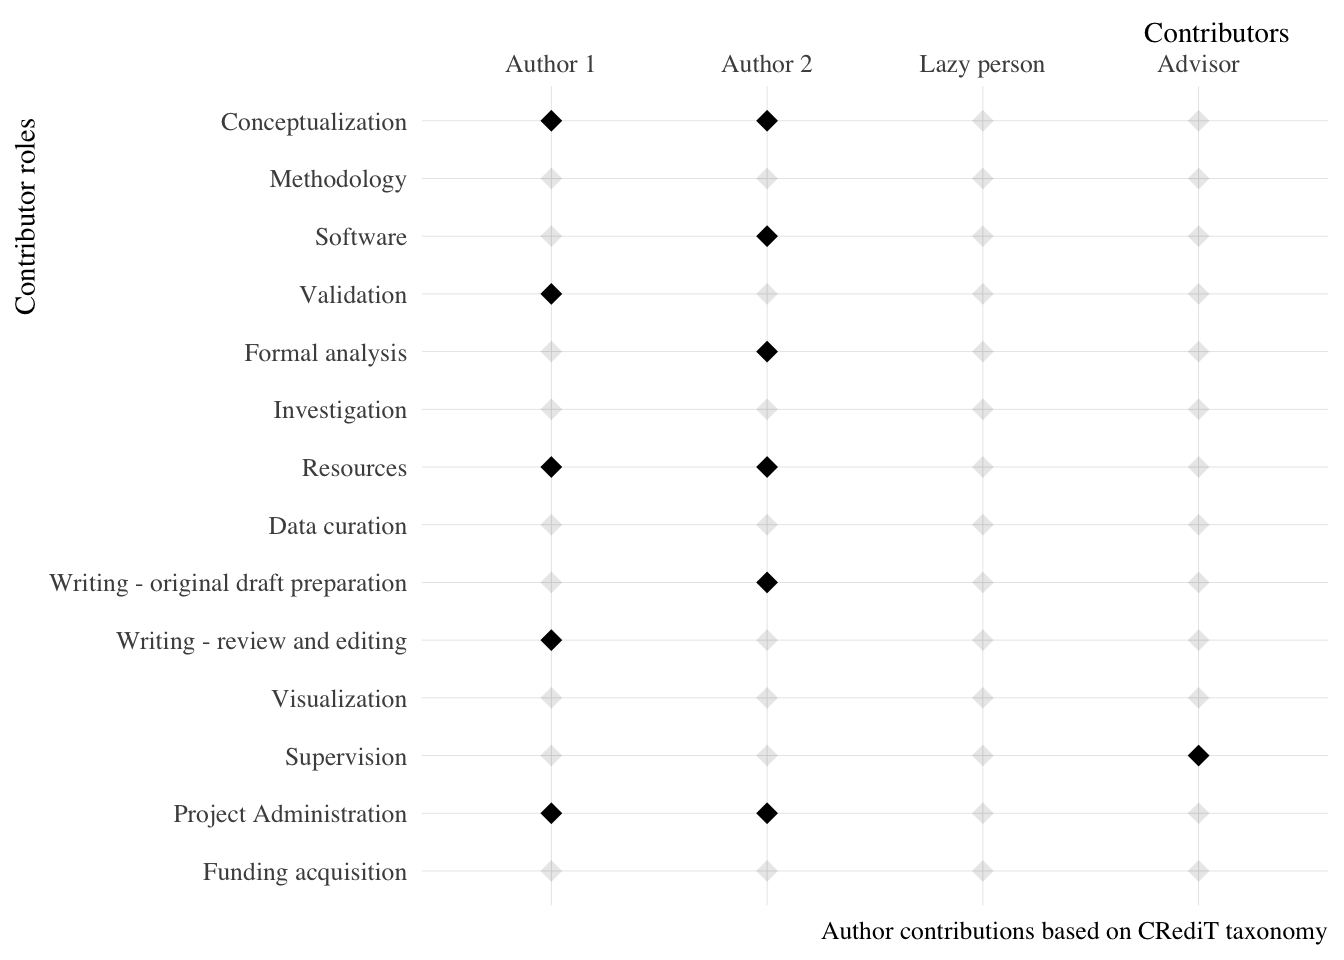 Contributors
Author 1 Author 2 Lazy person Advisor
Contributor roles
Conceptualization
Methodology
Software
Validation
Formal analysis
Investigation
Resources
Data curation
Writing - original draft preparation
Writing - review and editing
Visualization
Supervision
Project Administration
Funding acquisition
Author contributions based on CRediT taxonomy